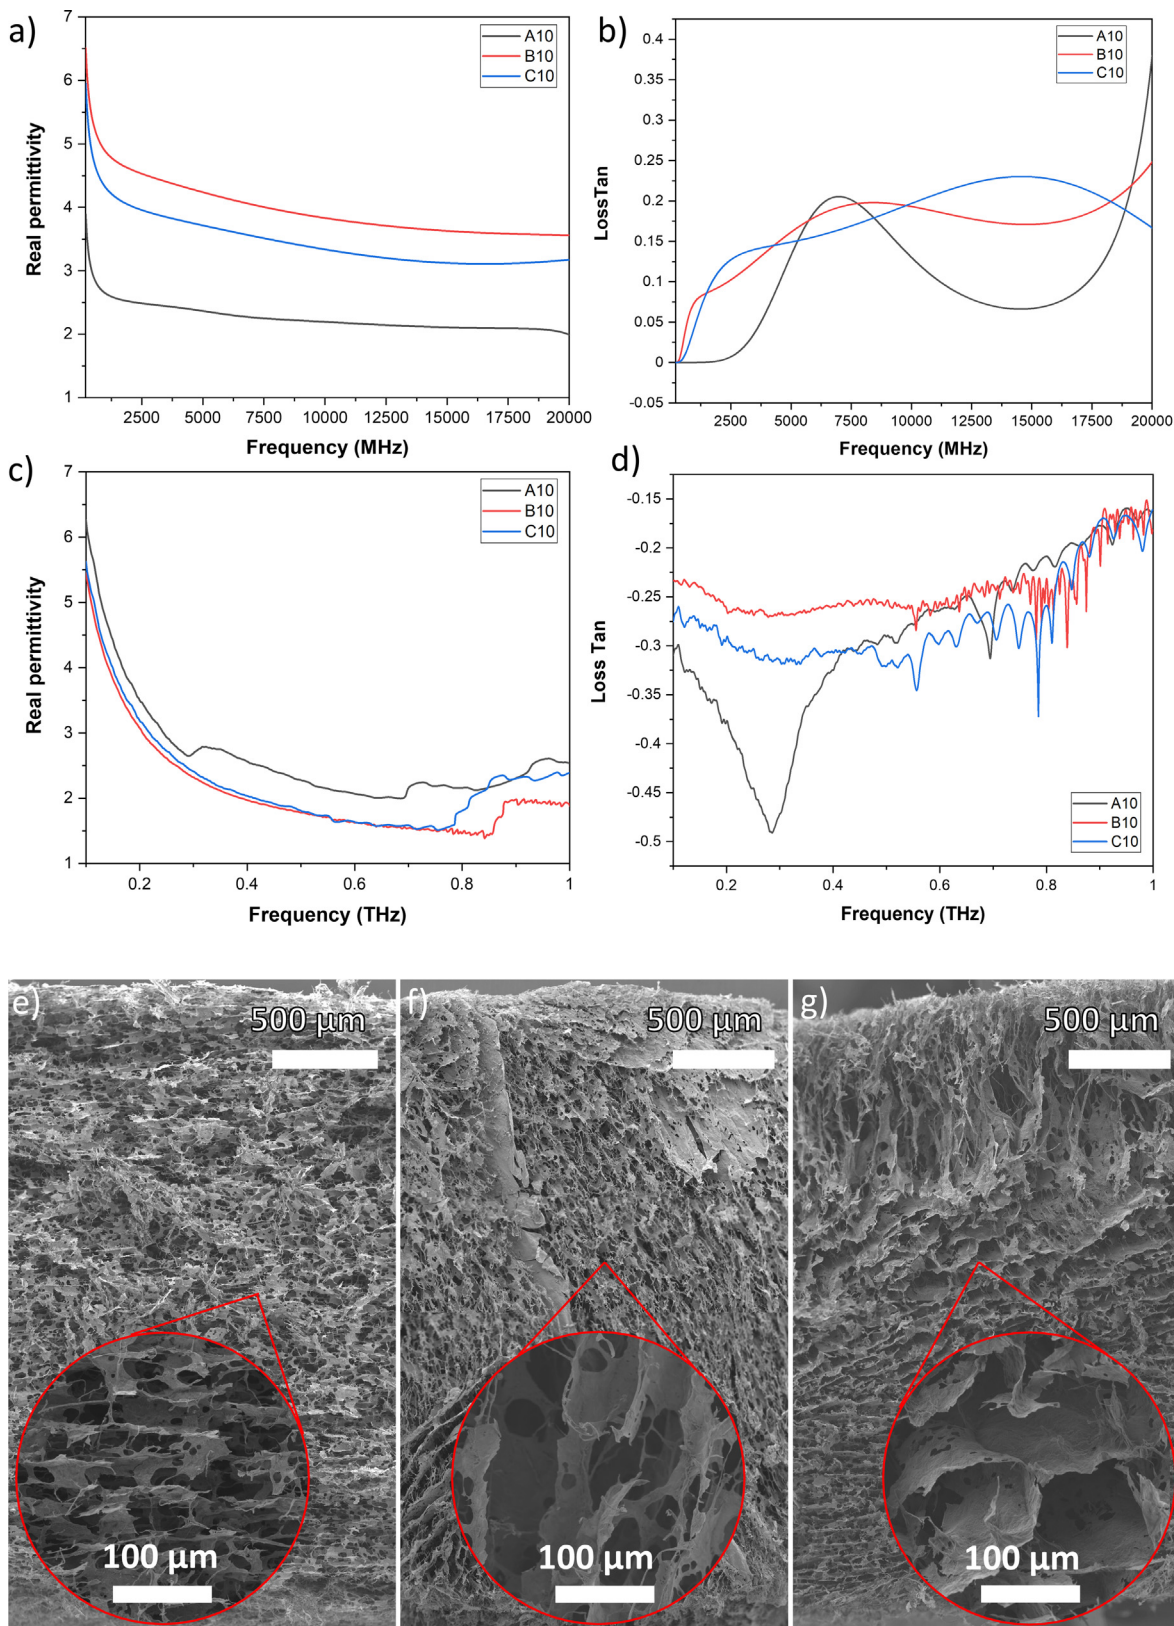 a)
7
6
5
4
3
2
1
Real permittivity
A10
B10
C10
2500 5000 7500 10000 12500 15000 17500 20000
Frequency (MHz)
b)
0.4
0.35
0.3
0.25
0.2
0.15
0.1
0.05
0
-0.05
LossTan
A10
B10
C10
2500 5000 7500 10000 12500 15000 17500 20000
Frequency (MHz)
c)
7
6
5
4
3
2
1
Real permittivity
A10
B10
C10
0.2 0.4 0.6 0.8 1
Frequency (THz)
d)
-0.15
-0.2
-0.25
-0.3
-0.35
-0.4
-0.45
-0.5
Loss Tan
A10
B10
C10
0.2 0.4 0.6 0.8 1
Frequency (THz)
e)
500 µm
100 µm
f)
500 µm
100 µm
g)
500 µm
100 µm